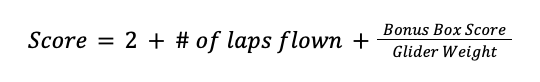 Score = 2 + # of laps flown + Bonus Box Score / Glider Weight